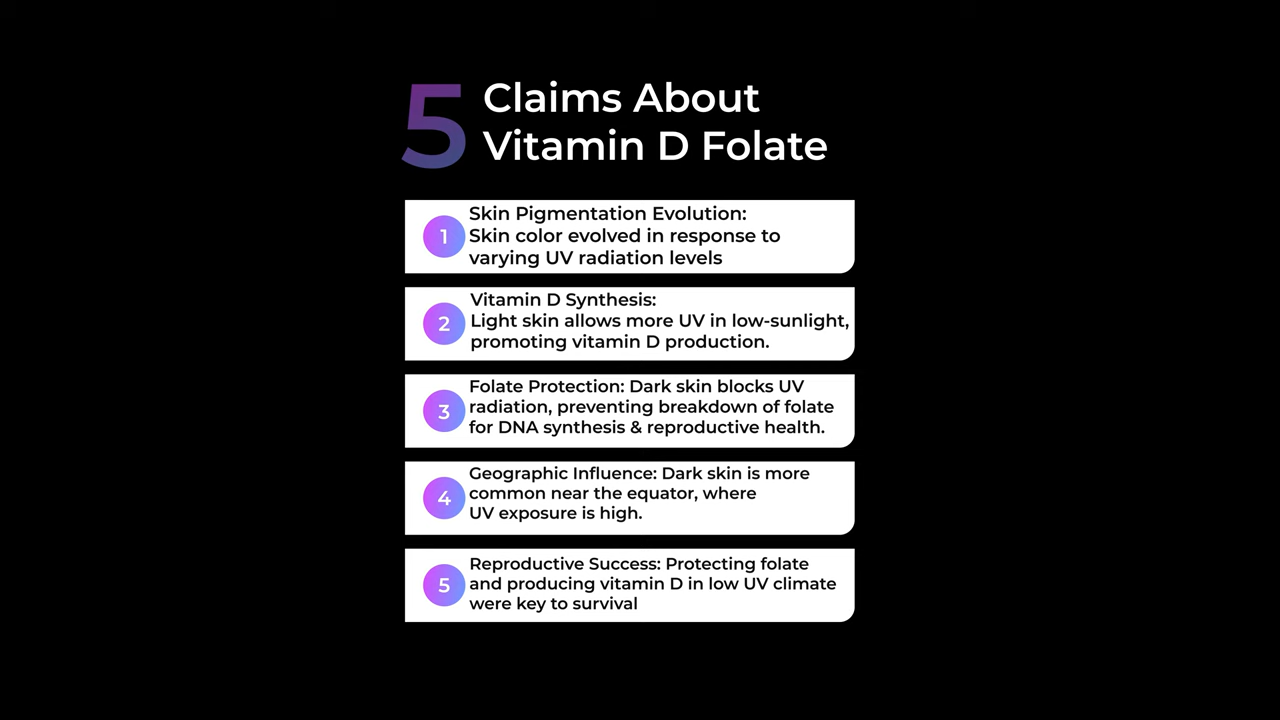 5 Claims About
Vitamin D Folate
1 Skin Pigmentation Evolution:
Skin color evolved in response to
varying UV radiation levels
2 Vitamin D Synthesis:
Light skin allows more UV in low-sunlight,
promoting vitamin D production.
3 Folate Protection: Dark skin blocks UV
radiation, preventing breakdown of folate
for DNA synthesis & reproductive health.
4 Geographic Influence: Dark skin is more
common near the equator, where
UV exposure is high.
5 Reproductive Success: Protecting folate
and producing vitamin D in low UV climate
were key to survival